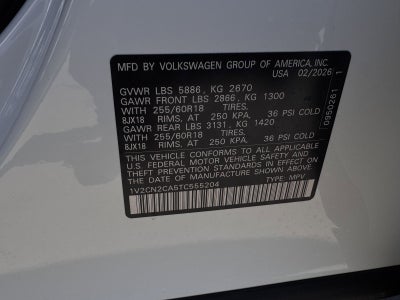 MFD BY VOLKSWAGEN GROUP OF AMERICA, INC.
USA 02/2026 1
GVWR LBS 5886, KG 2670
GAWR FRONT LBS 2866, KG 1300
WITH 255/60R18 TIRES,
8JX18 RIMS, AT 250 KPA. 36 PSI COLD
GAWR REAR LBS 3131, KG 1420
WITH 255/60R18 TIRES,
8JX18 RIMS, AT 250 KPA. 36 PSI COLD
THIS VEHICLE CONFORMS TO ALL APPLICABLE
U.S. FEDERAL MOTOR VEHICLE SAFETY AND
THEFT PREVENTION STANDARDS IN EFFECT ON
THE DATE OF MANUFACTURE SHOWN ABOVE.
1V2CN2CA5TC555204 TYPE: MPV